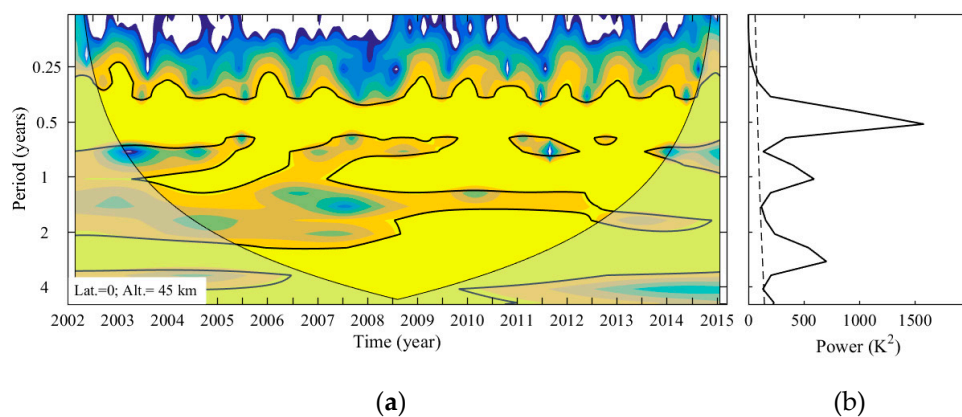 0.25
0.5
1
2
4
Period (years)
Lat.=0; Alt.= 45 km
2002 2003 2005 2005 2006 2007 2008 2009 2010 2011 2012 2013 2014 2015
Time (year)
0 500 1000 1500
Power (K²)
(a) (b)